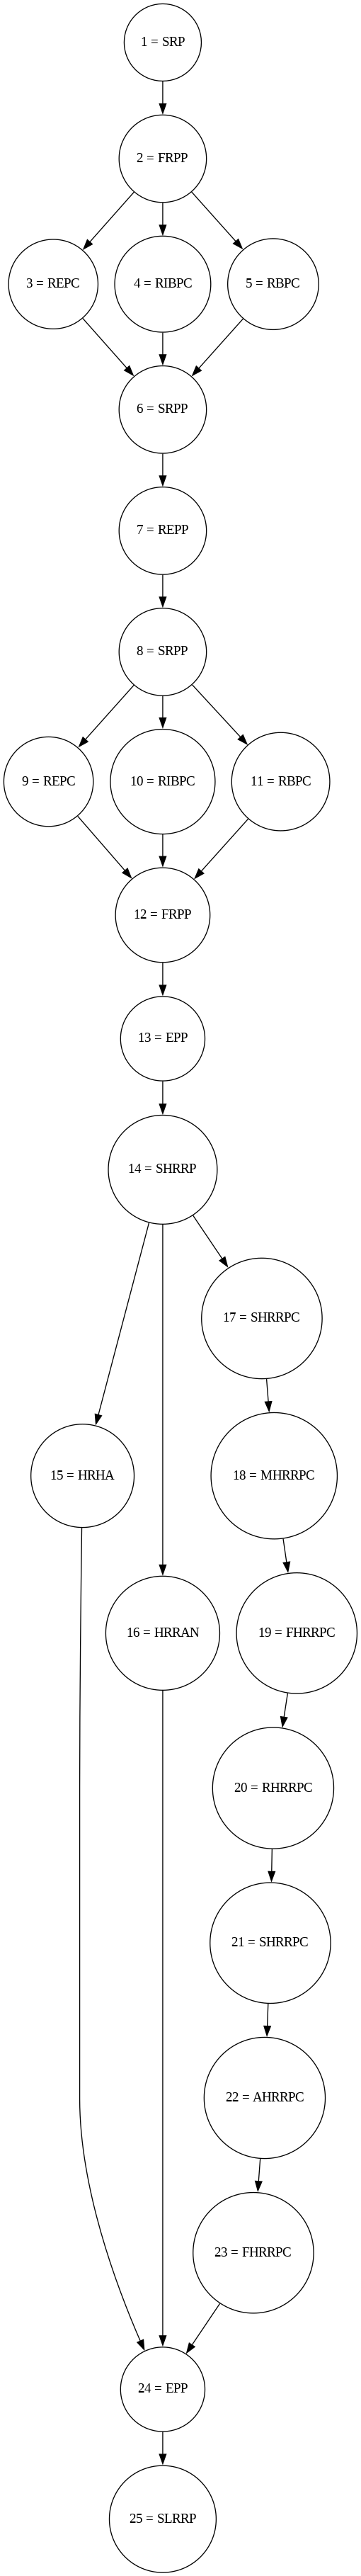 1 = SRP
2 = FRPP
3 = REPC
4 = RIBPC
5 = RBPC
6 = SRPP
7 = REPP
8 = SRPP
9 = REPC
10 = RIBPC
11 = RBPC
12 = FRPP
13 = EPP
14 = SHRRP
17 = SHRRPC
15 = HRHA
18 = MHRRPC
16 = HRRAN
19 = FHRRPC
20 = RHRRPC
21 = SHRRPC
22 = AHRRPC
23 = FHRRPC
24 = EPP
25 = SLRRP